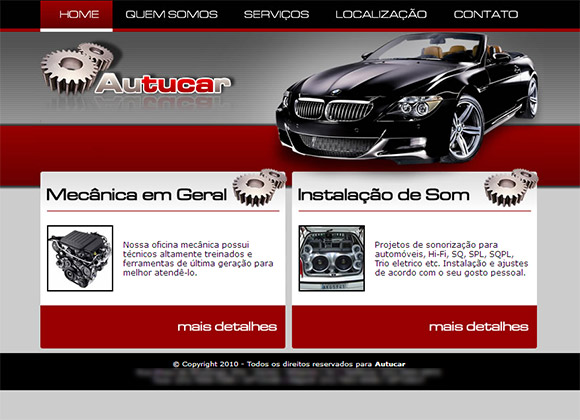 HOME QUEM SOMOS SERVIÇOS LOCALIZAÇÃO CONTATO
Autucar
Mecânica em Geral
Nossa oficina mecânica possui
técnicos altamente treinados e
ferramentas de última geração para
melhor atendê-lo.
mais detalhes
Instalação de Som
Projetos de sonorização para
automóveis, Hi-Fi, SQ, SPL, SQPL,
Trio eletrico etc. Instalação e ajustes
de acordo com o seu gosto pessoal.
mais detalhes
© Copyright 2010 - Todos os direitos reservados para Autucar